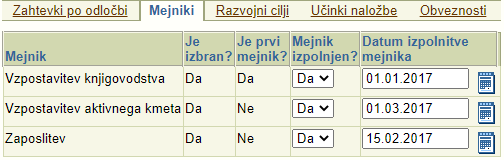 Zahtevki po odločbi Mejniki Razvojni cilji Učinki naložbe Obveznosti
Mejnik Je izbran? Je prvi mejnik? Mejnik izpolnjen? Datum izpolnitve mejnika
Vzpostavitev knjigovodstva Da Da Da 01.01.2017
Vzpostavitev aktivnega kmeta Da Ne Da 01.03.2017
Zaposlitev Da Ne Da 15.02.2017